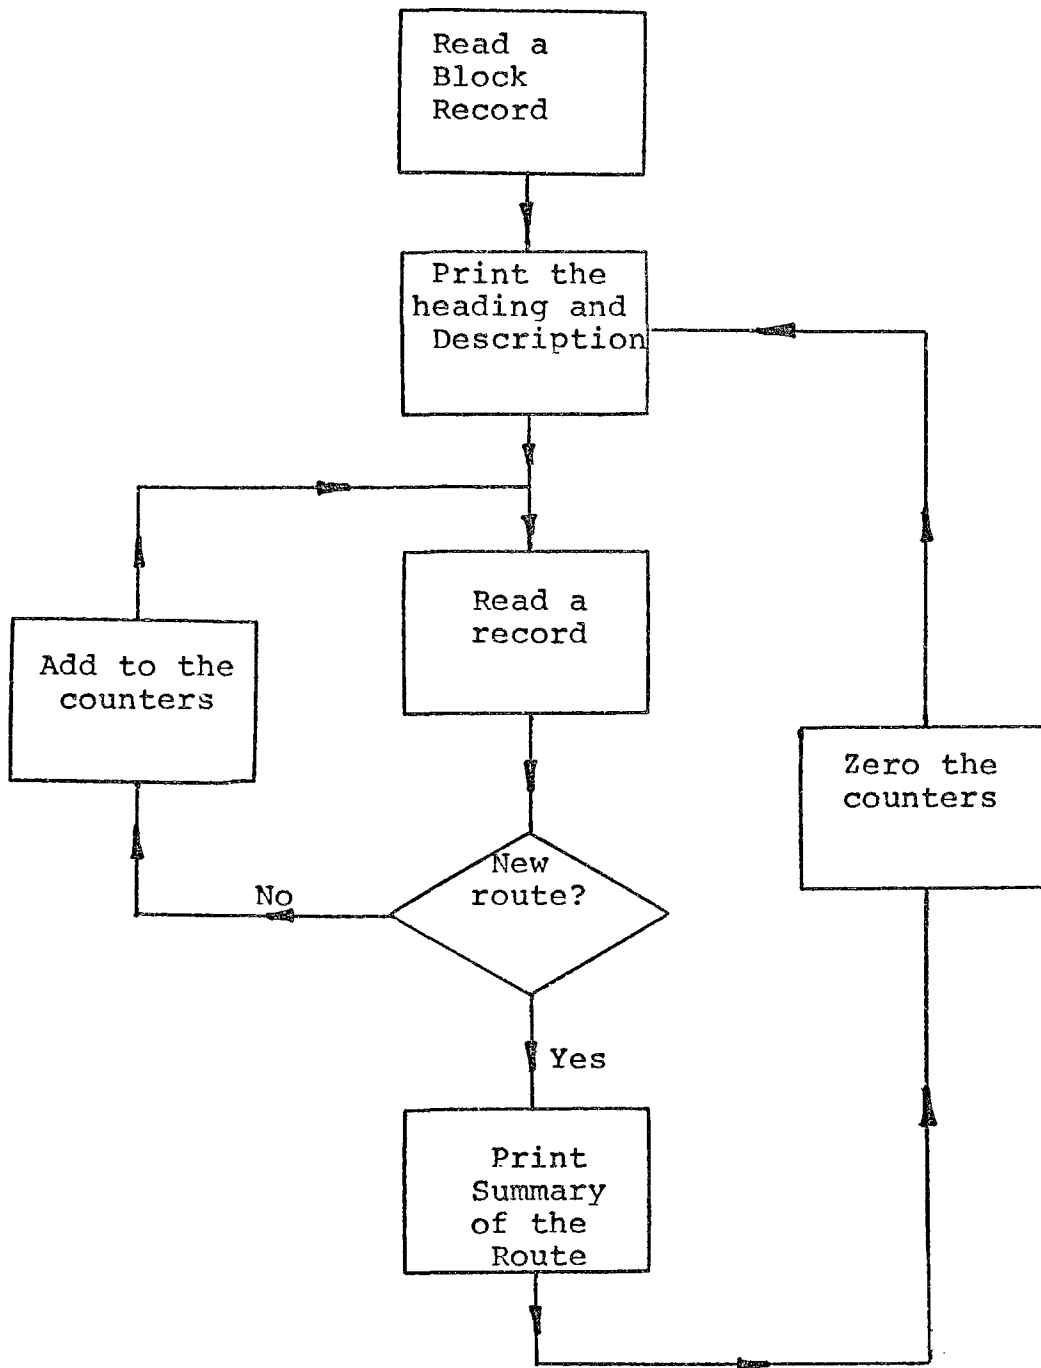 Read a
Block
Record
Print the
heading and
Description
Read a
record
Add to the
counters
Zero the
counters
New
route?
No
Yes
Print
Summary
of the
Route